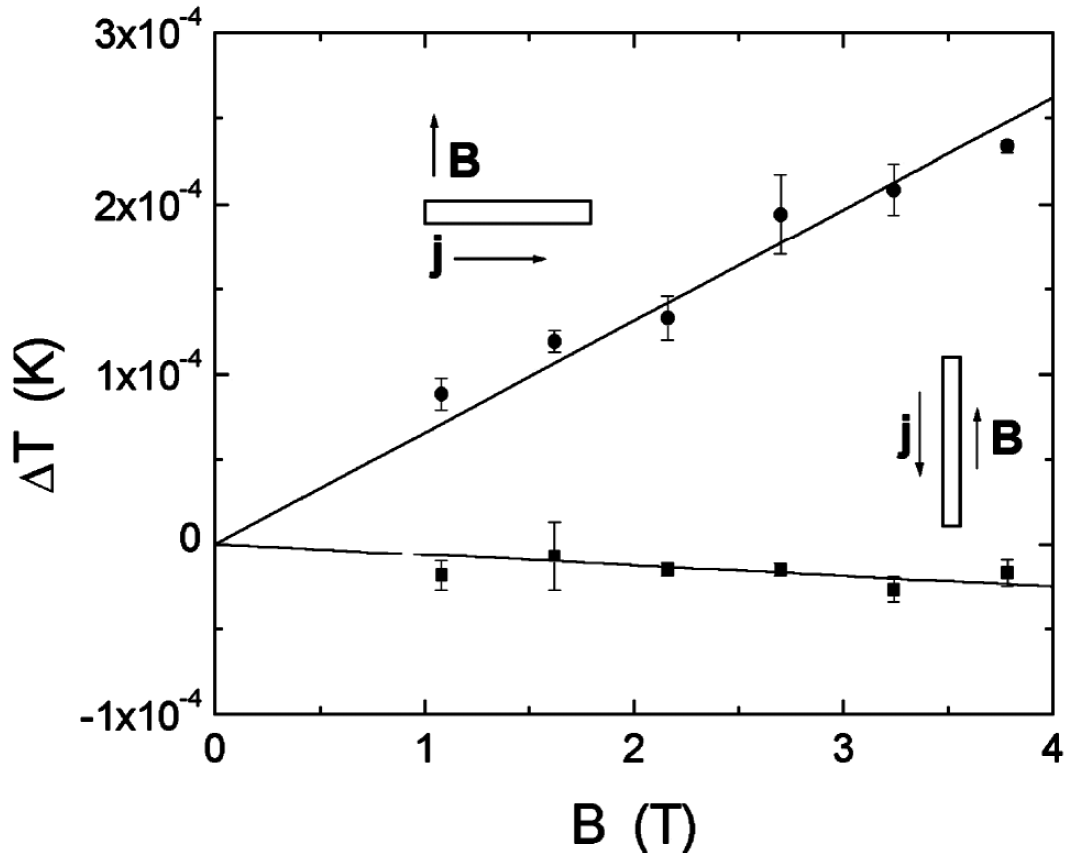 3x10⁻⁴
2x10⁻⁴
1x10⁻⁴
0
-1x10⁻⁴
ΔT (K)
B
j
j B
0 1 2 3 4
B (T)